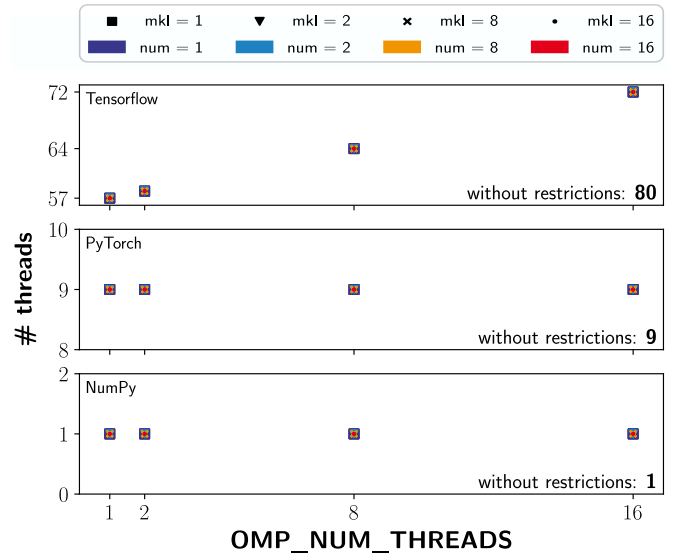 mkl = 1 mkl = 2 mkl = 8 mkl = 16
num = 1 num = 2 num = 8 num = 16
Tensorflow
72
64
57
without restrictions: 80
PyTorch
10
9
8
without restrictions: 9
NumPy
2
1
0
without restrictions: 1
# threads
1 2 8 16
OMP_NUM_THREADS